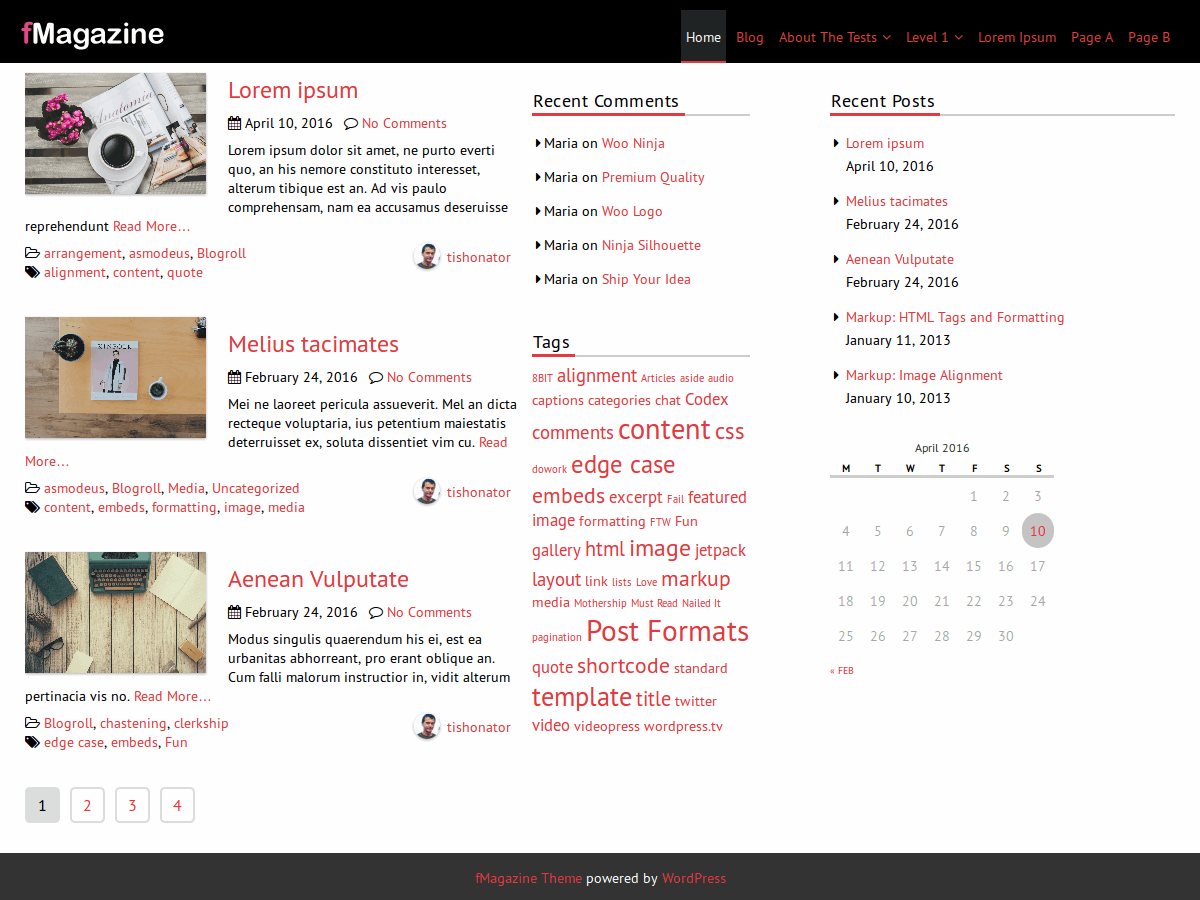 fMagazine
Home Blog About The Tests Level 1 Lorem Ipsum Page A Page B
Lorem ipsum
April 10, 2016 No Comments
Lorem ipsum dolor sit amet, ne purto everti
quo, an his nemore constituto interesset,
alterum tibique est an. Ad vis paulo
comprehensam, nam ea accusamus deseruisse
reprehendunt Read More...
arrangement, asmodeus, Blogroll
alignment, content, quote
tishonator
KINFOLK
Melius tacimates
February 24, 2016 No Comments
Mei ne laoreet pericula assueverit. Mel an dicta
recteque voluptaria, ius petentium maiestatis
deterruisset ex, soluta dissentiet vim cu. Read
More...
asmodeus, Blogroll, Media, Uncategorized
content, embeds, formatting, image, media
tishonator
Aenean Vulputate
February 24, 2016 No Comments
Modus singulis quaerendum his ei, est ea
urbanitas abhorreant, pro erant oblique an.
Cum falli malorum instructior in, vidit alterum
pertinacia vis no. Read More...
Blogroll, chastening, clerkship
edge case, embeds, Fun
tishonator
1 2 3 4
Recent Comments
Maria on Woo Ninja
Maria on Premium Quality
Maria on Woo Logo
Maria on Ninja Silhouette
Maria on Ship Your Idea
Tags
8BIT alignment Articles aside audio
captions categories chat Codex
comments content css
dowork edge case
embeds excerpt Fail featured
image formatting FTW Fun
gallery html image jetpack
layout link lists Love markup
media Mothership Must Read Nailed It
pagination Post Formats
quote shortcode standard
template title twitter
video videopress wordpress.tv
Recent Posts
Lorem ipsum
April 10, 2016
Melius tacimates
February 24, 2016
Aenean Vulputate
February 24, 2016
Markup: HTML Tags and Formatting
January 11, 2013
Markup: Image Alignment
January 10, 2013
April 2016
M T W T F S S
1 2 3
4 5 6 7 8 9 10
11 12 13 14 15 16 17
18 19 20 21 22 23 24
25 26 27 28 29 30
« FEB
fMagazine Theme powered by WordPress